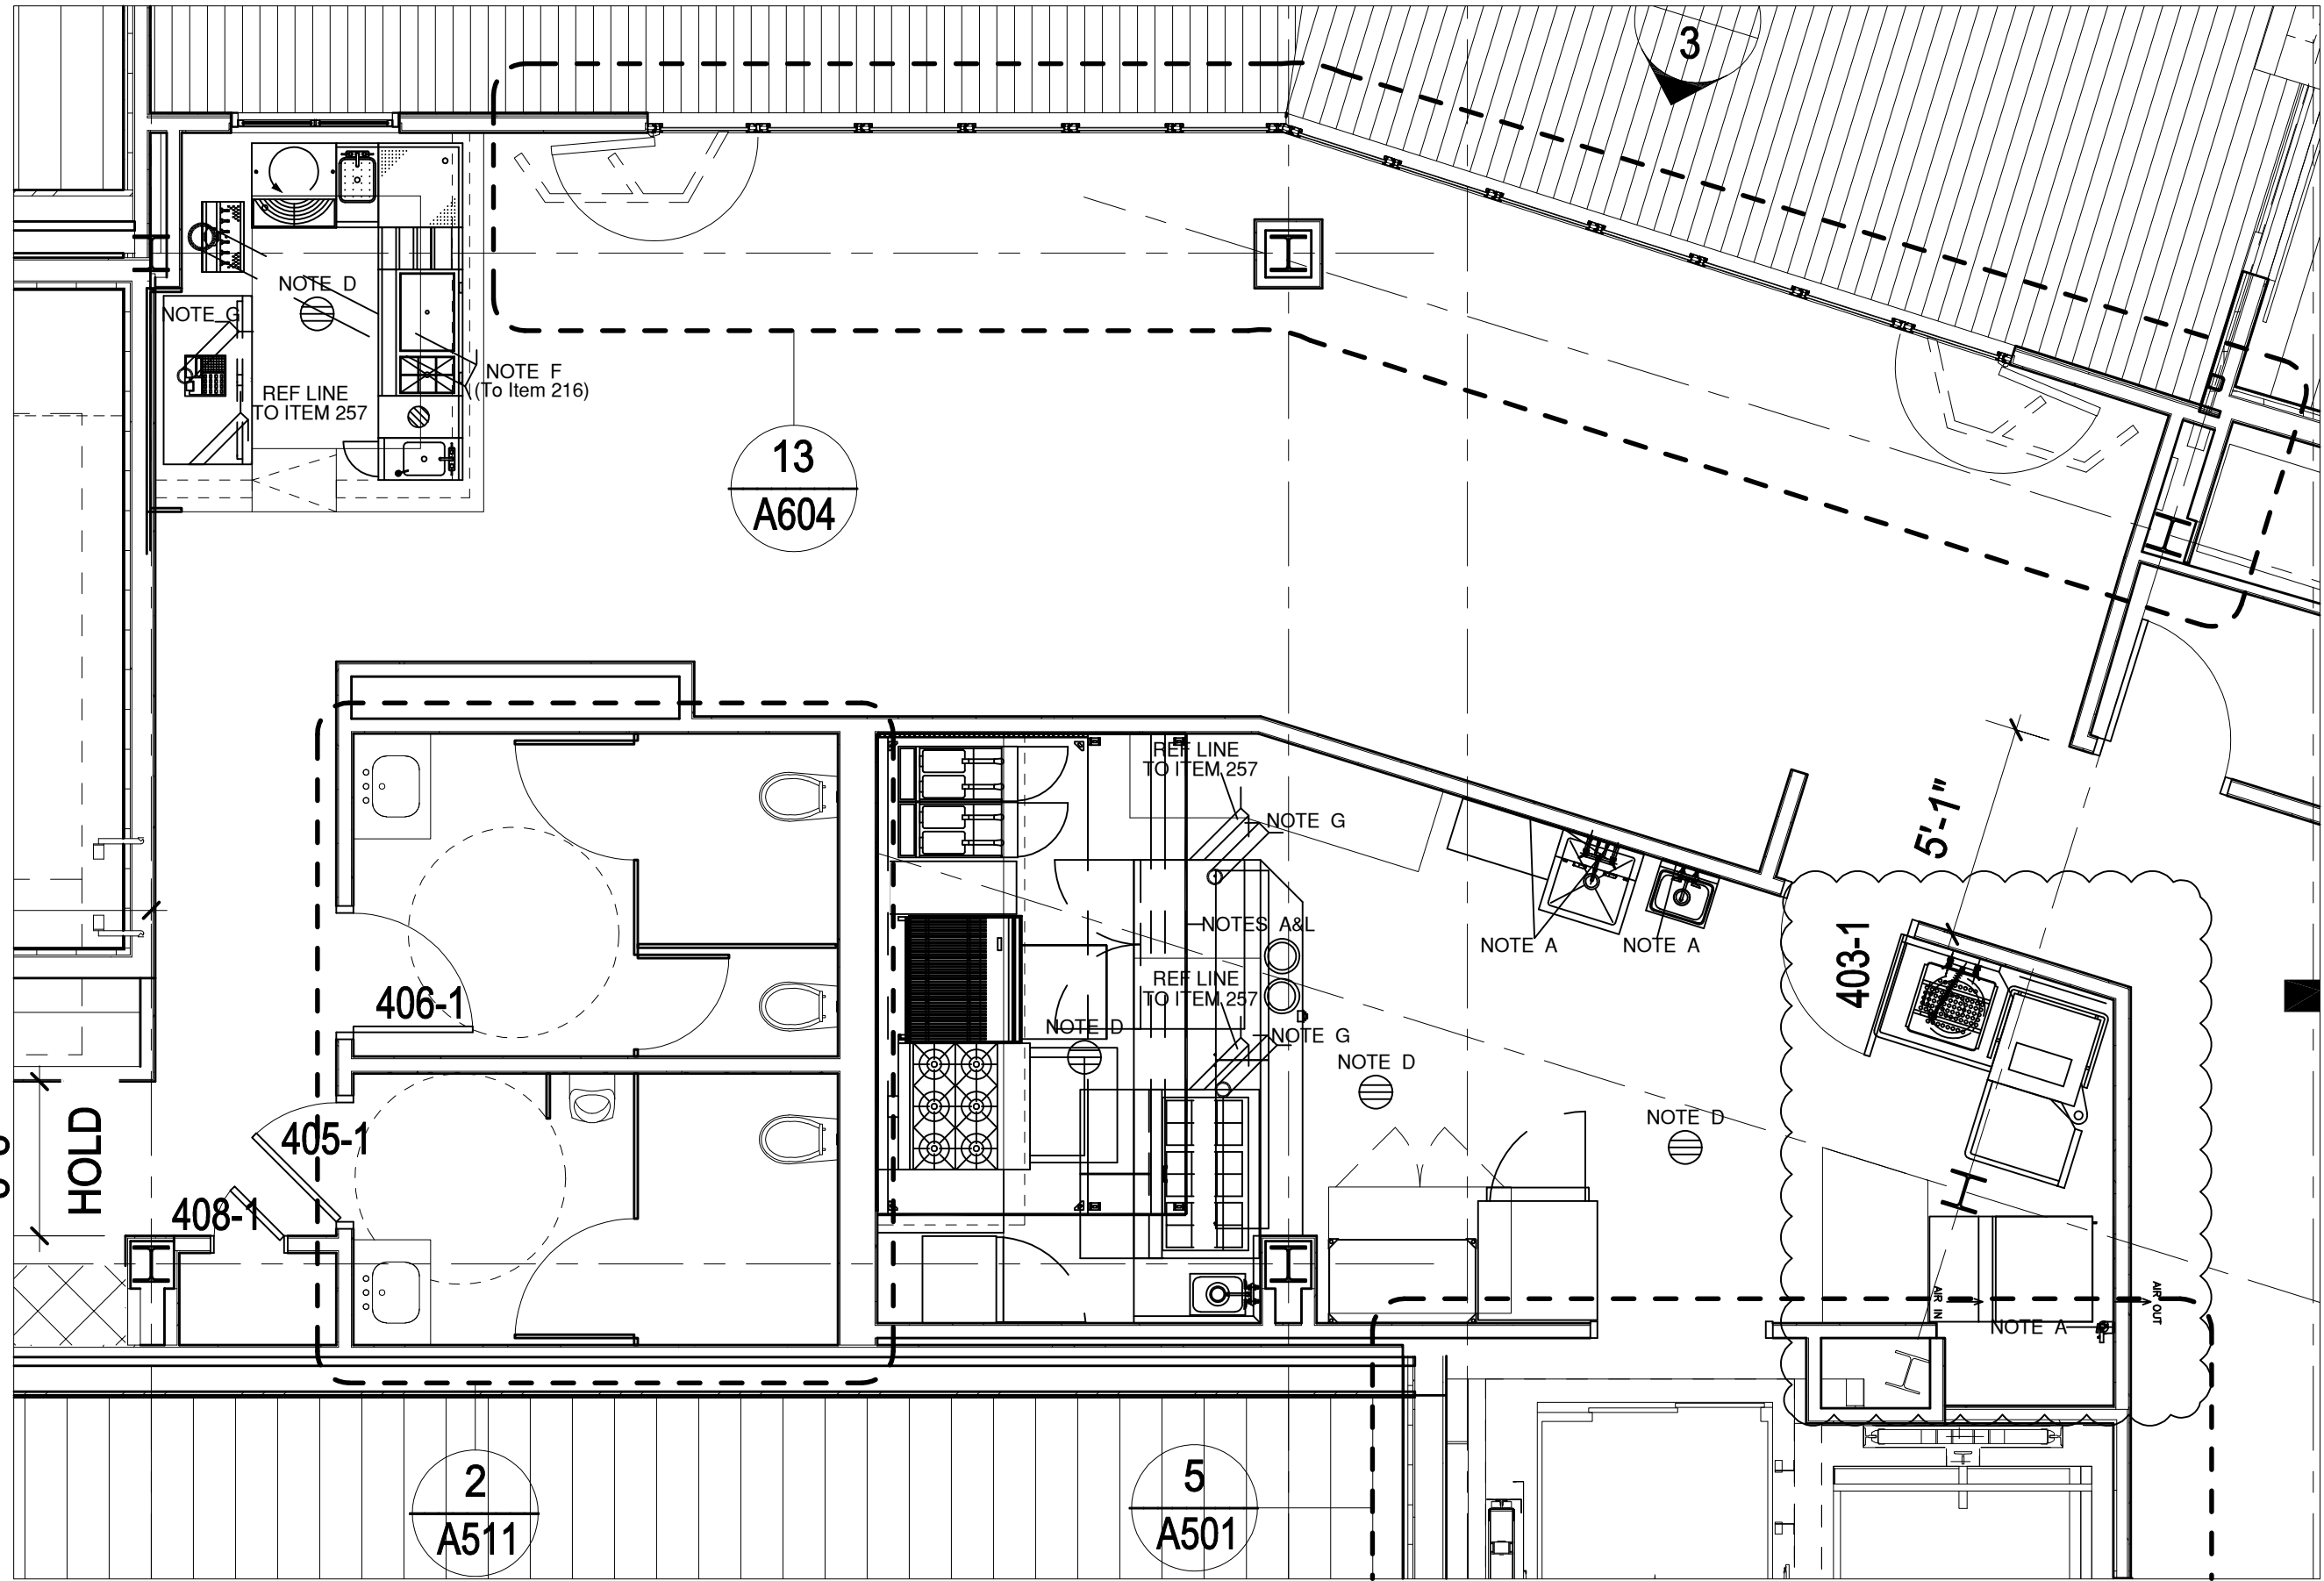 3
NOTE D
NOTE G
NOTE F
(To Item 216)
REF LINE
TO ITEM 257
13
A604
REF LINE
TO ITEM 257
NOTE G
5'-1"
NOTES A&L
NOTE A
NOTE A
403-1
REF LINE
TO ITEM 257
406-1
NOTE D
NOTE G
NOTE D
NOTE D
405-1
HOLD
408-1
AIR IN
AIR OUT
NOTE A
2
A511
5
A501